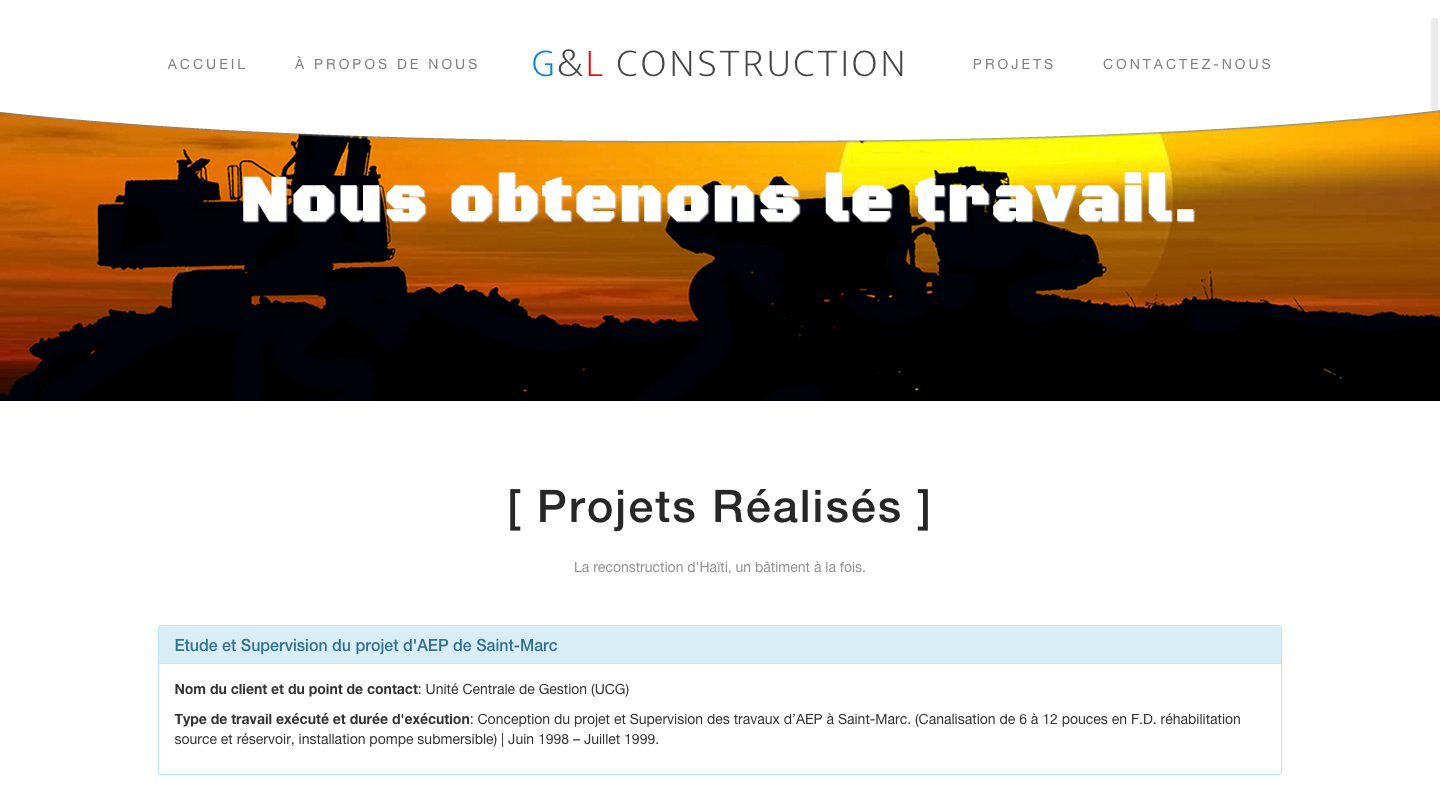 ACCUEIL
À PROPOS DE NOUS
G&L CONSTRUCTION
PROJETS
CONTACTEZ-NOUS
Nous obtenons le travail.
[ Projets Réalisés ]
La reconstruction d'Haïti, un bâtiment à la fois.
Etude et Supervision du projet d'AEP de Saint-Marc
Nom du client et du point de contact: Unité Centrale de Gestion (UCG)
Type de travail exécuté et durée d'exécution: Conception du projet et Supervision des travaux d’AEP à Saint-Marc. (Canalisation de 6 à 12 pouces en F.D. réhabilitation
source et réservoir, installation pompe submersible) | Juin 1998 – Juillet 1999.